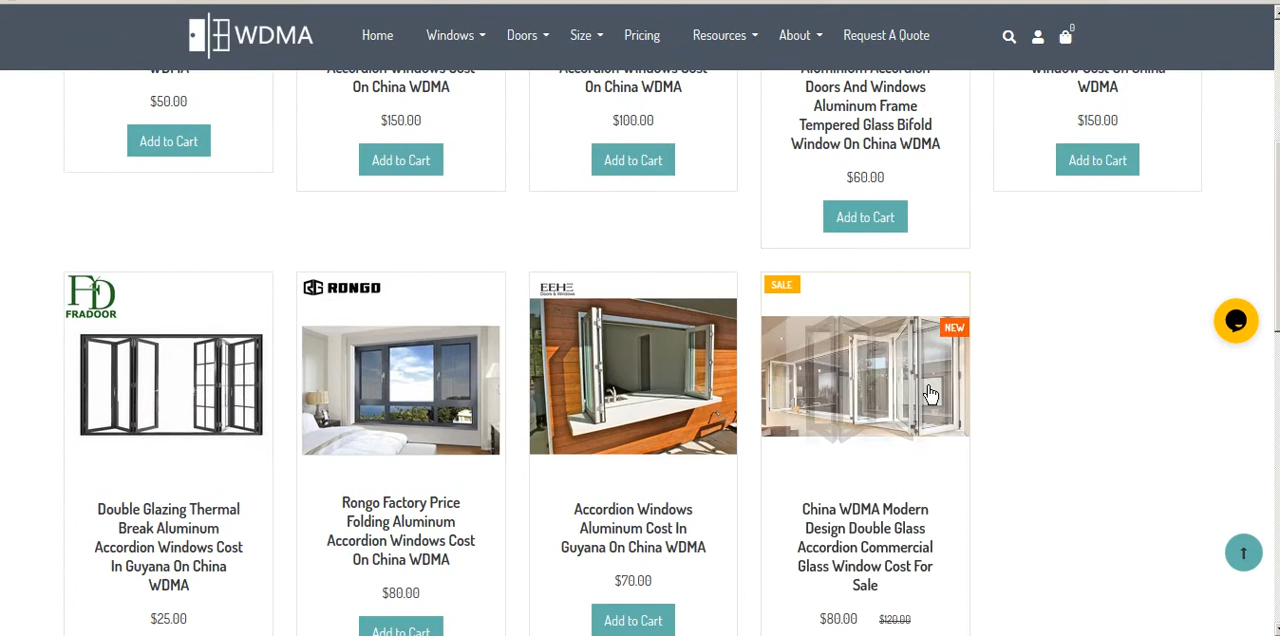 WDMA
Home
Windows
Doors
Size
Pricing
Resources
About
Request A Quote
0
WDMA
$50.00
Add to Cart
Accordion Windows Cost
On China WDMA
$150.00
Add to Cart
Accordion Windows Cost
On China WDMA
$100.00
Add to Cart
Aluminium Accordion
Doors And Windows
Aluminum Frame
Tempered Glass Bifold
Window On China WDMA
$60.00
Add to Cart
Window Cost On China
WDMA
$150.00
Add to Cart
FD
FRADOOR
Double Glazing Thermal
Break Aluminum
Accordion Windows Cost
In Guyana On China
WDMA
$25.00
RONGO
Rongo Factory Price
Folding Aluminum
Accordion Windows Cost
On China WDMA
$80.00
Add to Cart
EEHE
Doors & Windows
Accordion Windows
Aluminum Cost In
Guyana On China WDMA
$70.00
Add to Cart
SALE
NEW
China WDMA Modern
Design Double Glass
Accordion Commercial
Glass Window Cost For
Sale
$80.00 $120.00